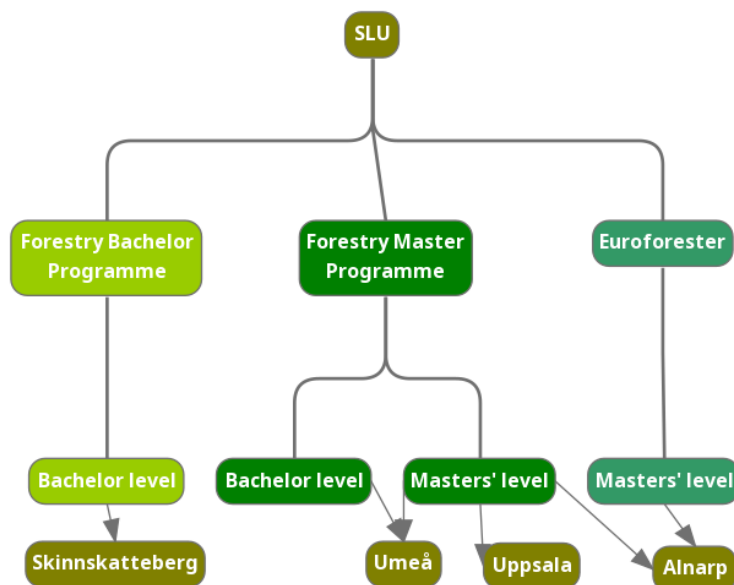 SLU
Forestry Bachelor
Programme
Forestry Master
Programme
Euroforester
Bachelor level
Bachelor level
Masters' level
Masters' level
Skinnskatteberg
Umeå
Uppsala
Alnarp